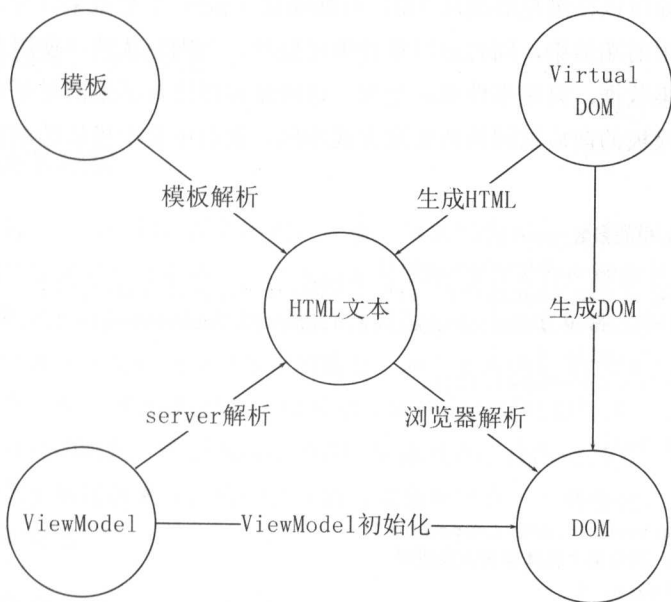 模板
Virtual
DOM
模板解析
生成HTML
HTML文本
生成DOM
server解析
浏览器解析
ViewModel
ViewModel初始化
DOM